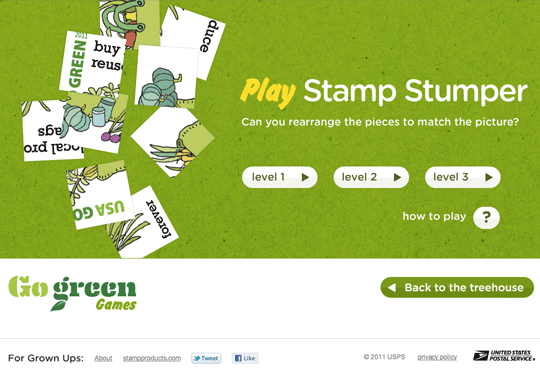 duce
2011
GREEN
buy
reuse
local pro
ags
USA GO
forever
Play Stamp Stumper
Can you rearrange the pieces to match the picture?
level 1
level 2
level 3
how to play ?
Go green
Games
Back to the treehouse
For Grown Ups:
About
stampproducts.com
Tweet
Like
© 2011 USPS
privacy policy
UNITED STATES
POSTAL SERVICE